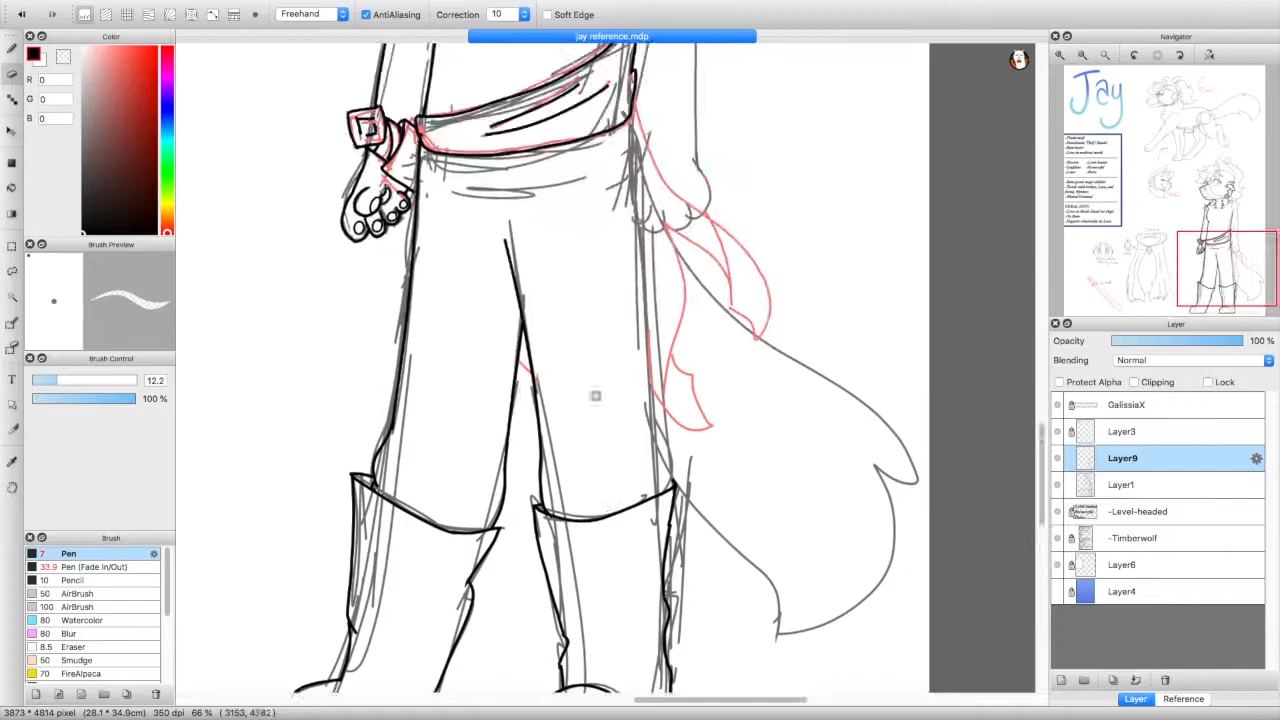 Freehand
AntiAliasing
Correction
10
Soft Edge
jay reference.mdp
Color
R
0
G
0
B
0
Brush Preview
Brush Control
12.2
100 %
Brush
7 Pen
33.9 Pen (Fade In/Out)
10 Pencil
50 AirBrush
100 AirBrush
80 Watercolor
80 Blur
8.5 Eraser
50 Smudge
70 FireAlpaca
Navigator
Jay
Layer
Opacity
100 %
Blending
Normal
Protect Alpha
Clipping
Lock
GalissiaX
Layer3
Layer9
Layer1
-Level-headed
-Timberwolf
Layer6
Layer4
Layer
Reference
3873 * 4814 pixel (28.1 * 34.9cm) 350 dpi 66 %